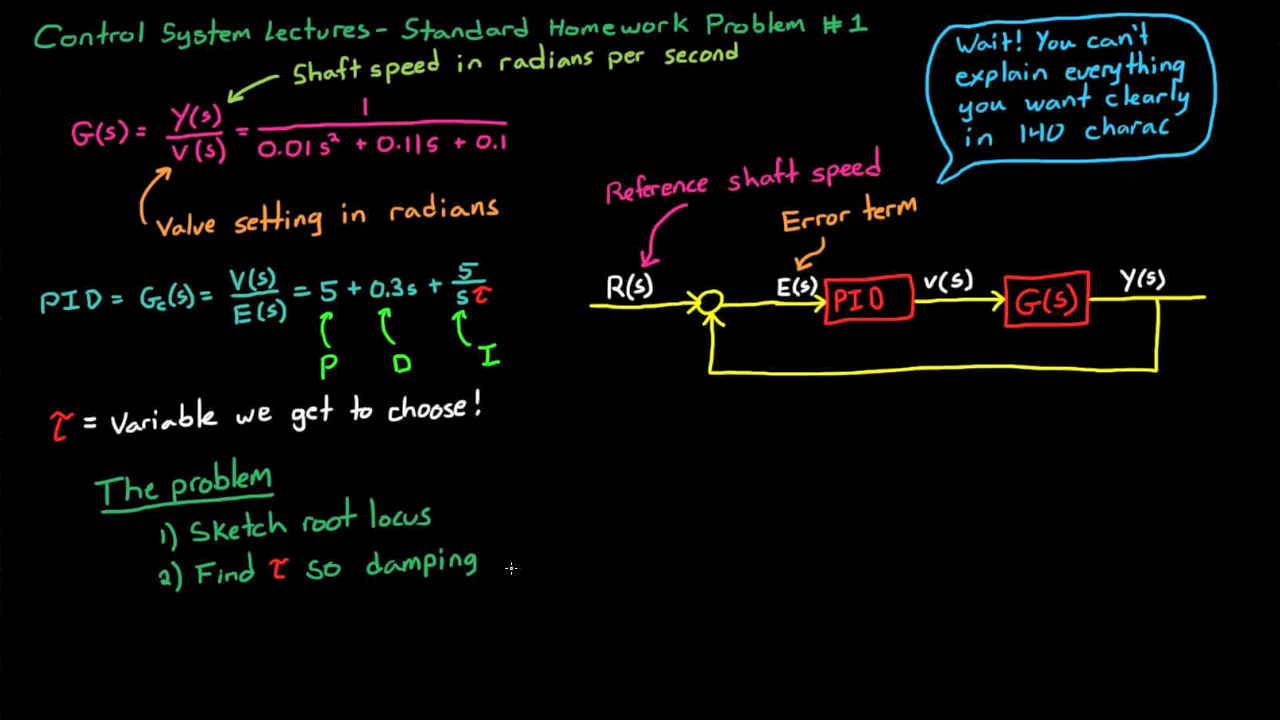 Control System Lectures - Standard Homework Problem #1
Shaft speed in radians per second
G(s) = Y(s) / V(s) = 1 / 0.01s² + 0.11s + 0.1
Valve setting in radians
PID = Gc(s) = V(s) / E(s) = 5 + 0.3s + 5 / sτ
P D I
τ = Variable we get to choose!
The problem
1) Sketch root locus
2) Find τ so damping
Wait! You can't
explain everything
you want clearly
in 140 charac
Reference shaft speed
Error term
R(s) E(s) PID V(s) G(s) Y(s)